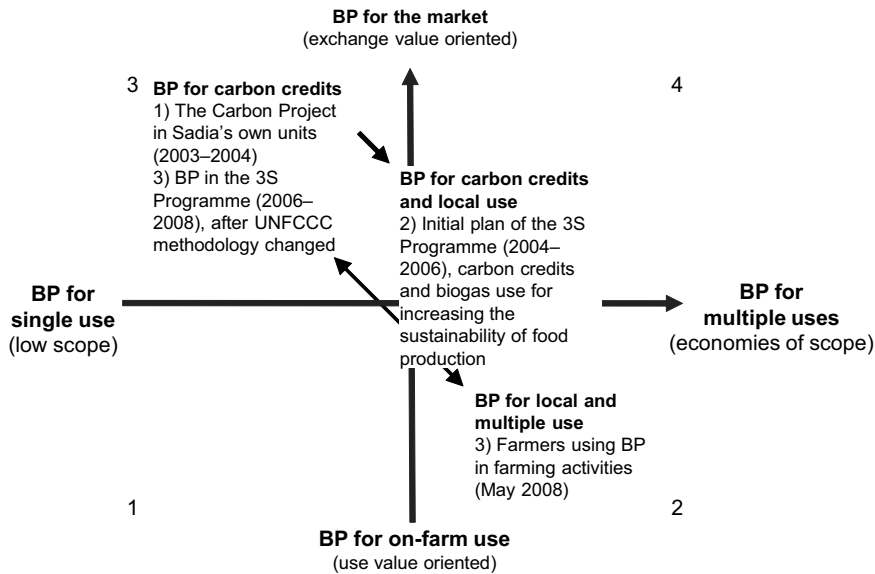 BP for the market
(exchange value oriented)
3
BP for carbon credits
1) The Carbon Project
in Sadia's own units
(2003–2004)
3) BP in the 3S
Programme (2006–
2008), after UNFCCC
methodology changed
4
BP for carbon credits
and local use
2) Initial plan of the 3S
Programme (2004–
2006), carbon credits
and biogas use for
increasing the
sustainability of food
production
BP for
single use
(low scope)
BP for
multiple uses
(economies of scope)
BP for local and
multiple use
3) Farmers using BP
in farming activities
(May 2008)
1
2
BP for on-farm use
(use value oriented)